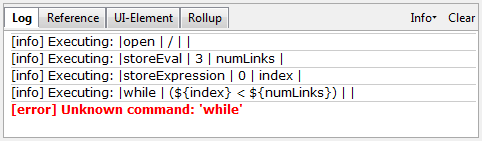 Log Reference UI-Element Rollup Info Clear
[info] Executing: |open | / | |
[info] Executing: |storeEval | 3 | numLinks |
[info] Executing: |storeExpression | 0 | index |
[info] Executing: |while | (${index} < ${numLinks}) | |
[error] Unknown command: 'while'